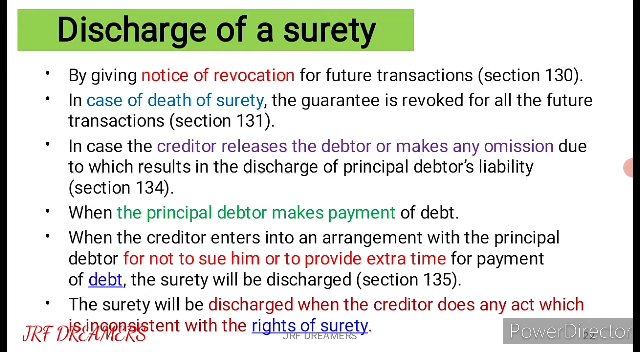 Discharge of a surety
• By giving notice of revocation for future transactions (section 130).
• In case of death of surety, the guarantee is revoked for all the future
transactions (section 131).
• In case the creditor releases the debtor or makes any omission due
to which results in the discharge of principal debtor's liability
(section 134).
• When the principal debtor makes payment of debt.
• When the creditor enters into an arrangement with the principal
debtor for not to sue him or to provide extra time for payment
of debt, the surety will be discharged (section 135).
• The surety will be discharged when the creditor does any act which
is inconsistent with the rights of surety.
JRF DREAMERS
JRF DREAMERS
PowerDirector